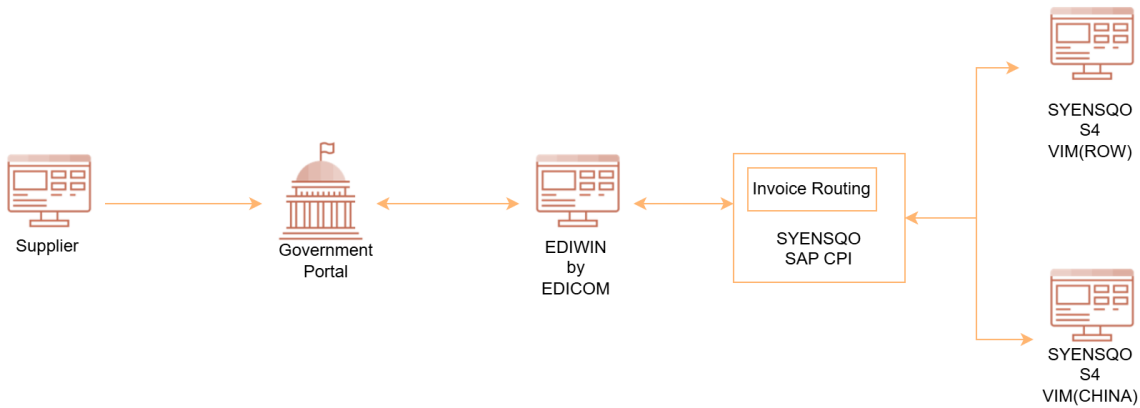 Supplier
Government
Portal
EDIWIN
by
EDICOM
Invoice Routing
SYENSQO
SAP CPI
SYENSQO
S4
VIM(ROW)
SYENSQO
S4
VIM(CHINA)